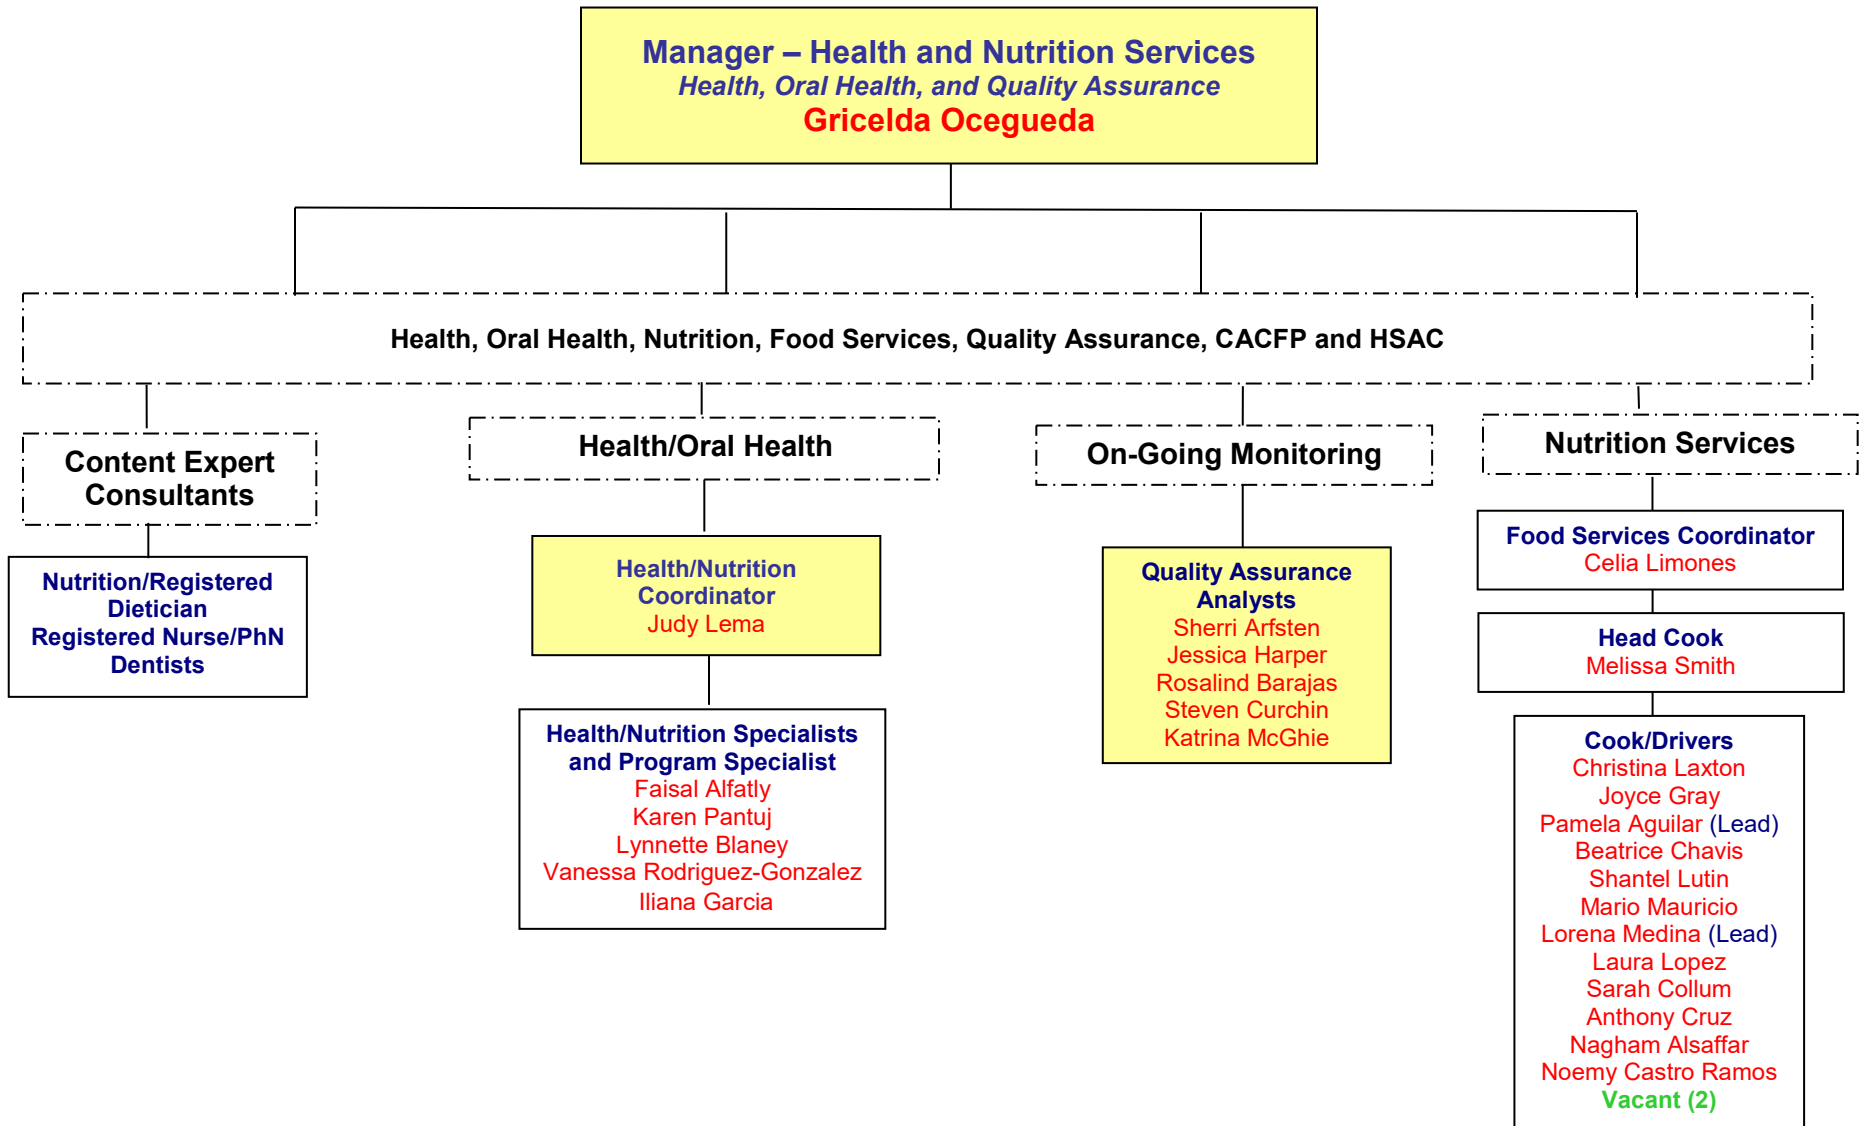 Manager – Health and Nutrition Services
Health, Oral Health, and Quality Assurance
Gricelda Ocegueda
Health, Oral Health, Nutrition, Food Services, Quality Assurance, CACFP and HSAC
Content Expert
Consultants
Nutrition/Registered
Dietician
Registered Nurse/PhN
Dentists
Health/Oral Health
Health/Nutrition
Coordinator
Judy Lema
Health/Nutrition Specialists
and Program Specialist
Faisal Alfatly
Karen Pantuj
Lynnette Blaney
Vanessa Rodriguez-Gonzalez
Iliana Garcia
On-Going Monitoring
Quality Assurance
Analysts
Sherri Arfsten
Jessica Harper
Rosalind Barajas
Steven Curchin
Katrina McGhie
Nutrition Services
Food Services Coordinator
Celia Limones
Head Cook
Melissa Smith
Cook/Drivers
Christina Laxton
Joyce Gray
Pamela Aguilar (Lead)
Beatrice Chavis
Shantel Lutin
Mario Mauricio
Lorena Medina (Lead)
Laura Lopez
Sarah Collum
Anthony Cruz
Nagham Alsaffar
Noemy Castro Ramos
Vacant (2)